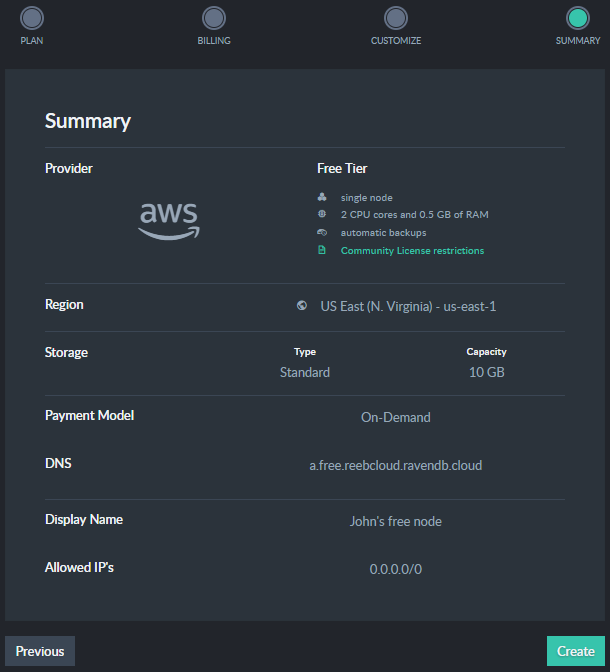 PLAN BILLING CUSTOMIZE SUMMARY
Summary
Provider
aws
Free Tier
single node
2 CPU cores and 0.5 GB of RAM
automatic backups
Community License restrictions
Region US East (N. Virginia) - us-east-1
Storage
Type Capacity
Standard 10 GB
Payment Model On-Demand
DNS a.free.reebcloud.ravendb.cloud
Display Name John's free node
Allowed IP's 0.0.0.0/0
Previous Create